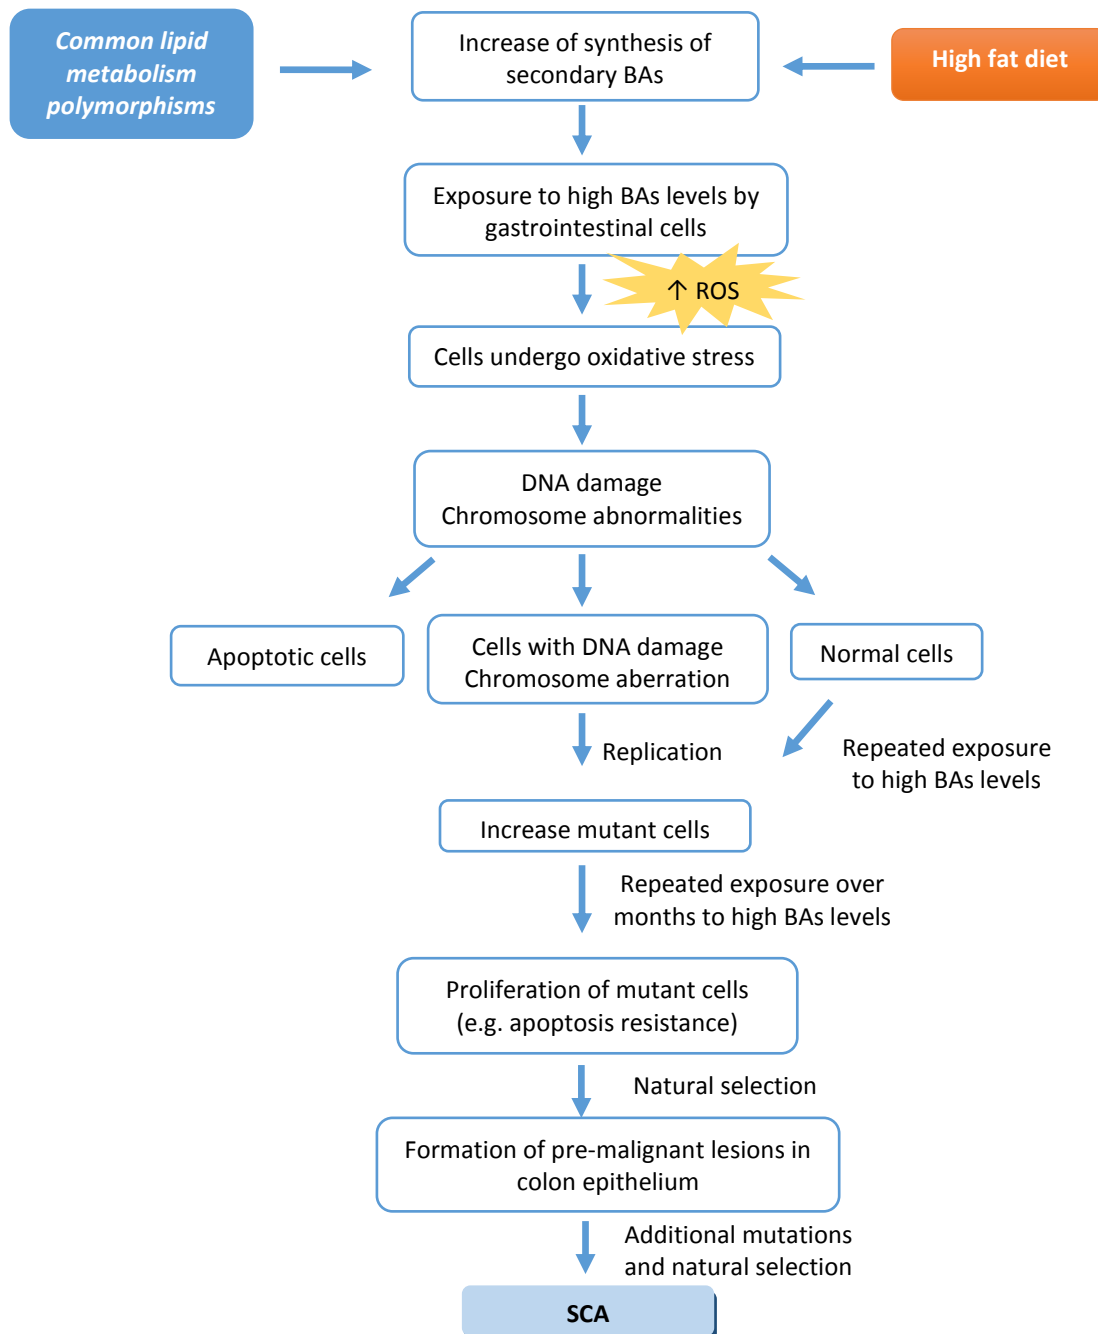 Common lipid
metabolism
polymorphisms
Increase of synthesis of
secondary BAs
High fat diet
Exposure to high BAs levels by
gastrointestinal cells
↑ ROS
Cells undergo oxidative stress
DNA damage
Chromosome abnormalities
Apoptotic cells
Cells with DNA damage
Chromosome aberration
Normal cells
Replication
Repeated exposure
to high BAs levels
Increase mutant cells
Repeated exposure over
months to high BAs levels
Proliferation of mutant cells
(e.g. apoptosis resistance)
Natural selection
Formation of pre-malignant lesions in
colon epithelium
Additional mutations
and natural selection
SCA